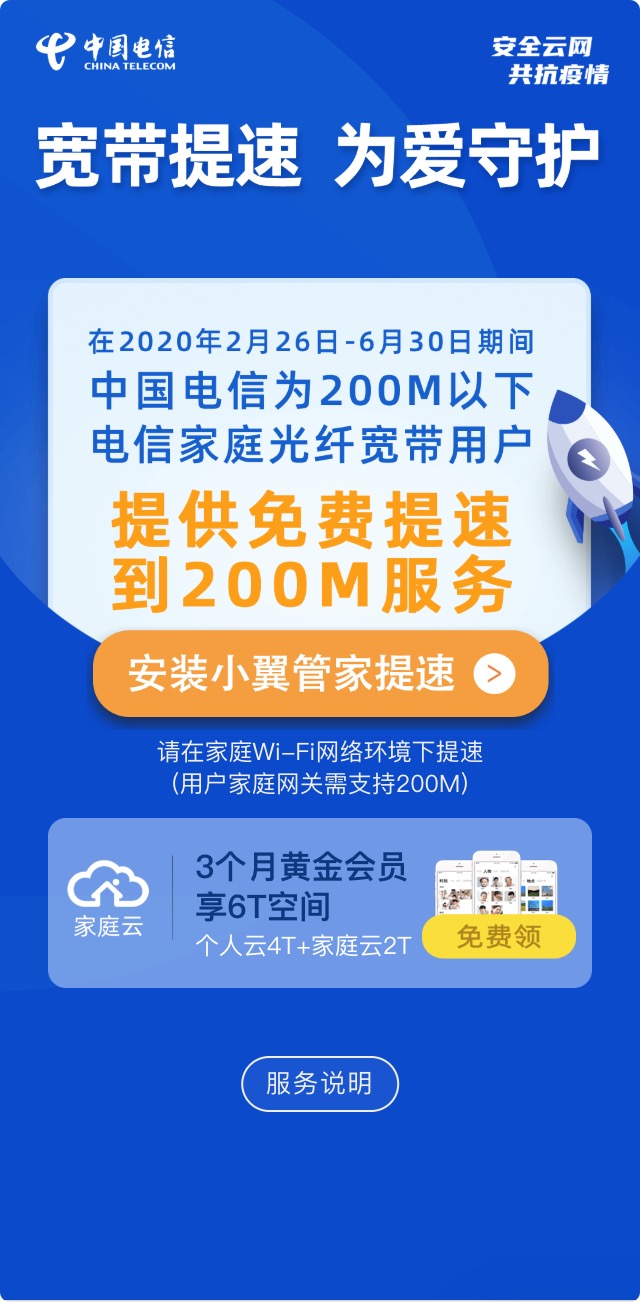 中国电信
CHINA TELECOM
安全云网
共抗疫情
宽带提速 为爱守护
在2020年2月26日-6月30日期间
中国电信为200M以下
电信家庭光纤宽带用户
提供免费提速
到200M服务
安装小翼管家提速 >
请在家庭Wi-Fi网络环境下提速
(用户家庭网关需支持200M)
家庭云
3个月黄金会员
享6T空间
个人云4T+家庭云2T
免费领
服务说明